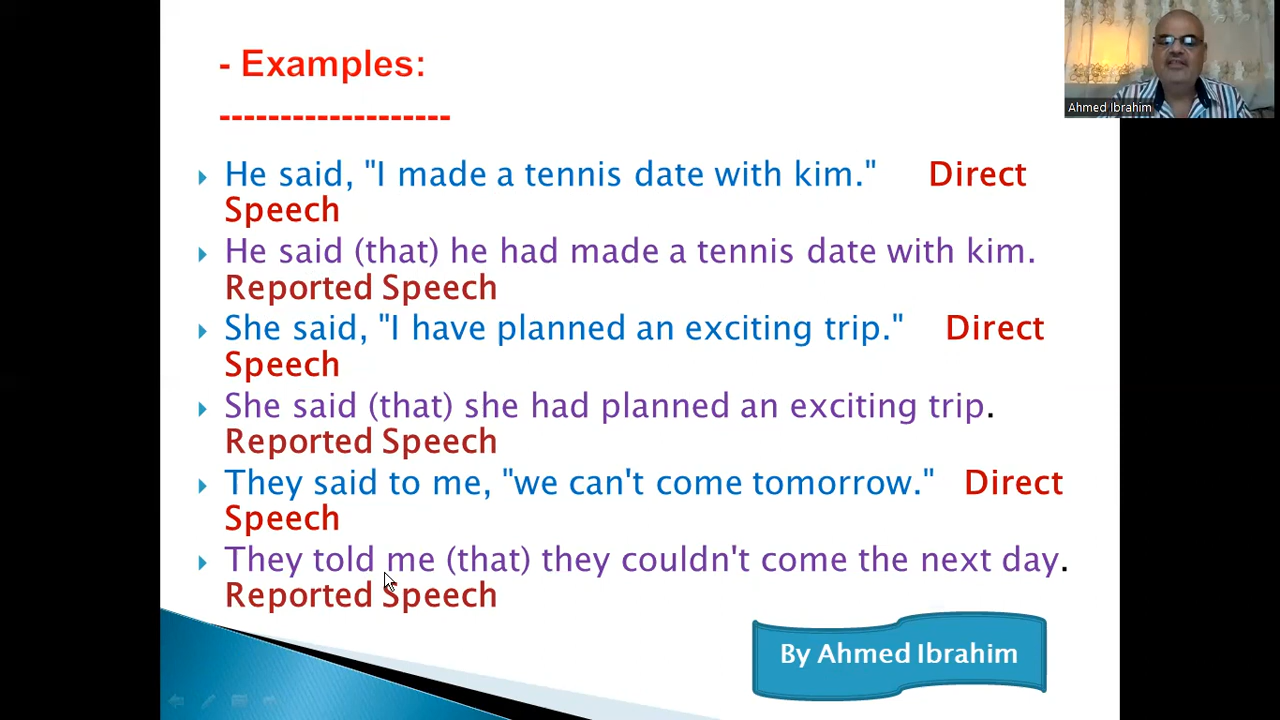 - Examples:
-------------------
He said, "I made a tennis date with kim." Direct
Speech
He said (that) he had made a tennis date with kim.
Reported Speech
She said, "I have planned an exciting trip." Direct
Speech
She said (that) she had planned an exciting trip.
Reported Speech
They said to me, "we can't come tomorrow." Direct
Speech
They told me (that) they couldn't come the next day.
Reported Speech
By Ahmed Ibrahim
Ahmed Ibrahim